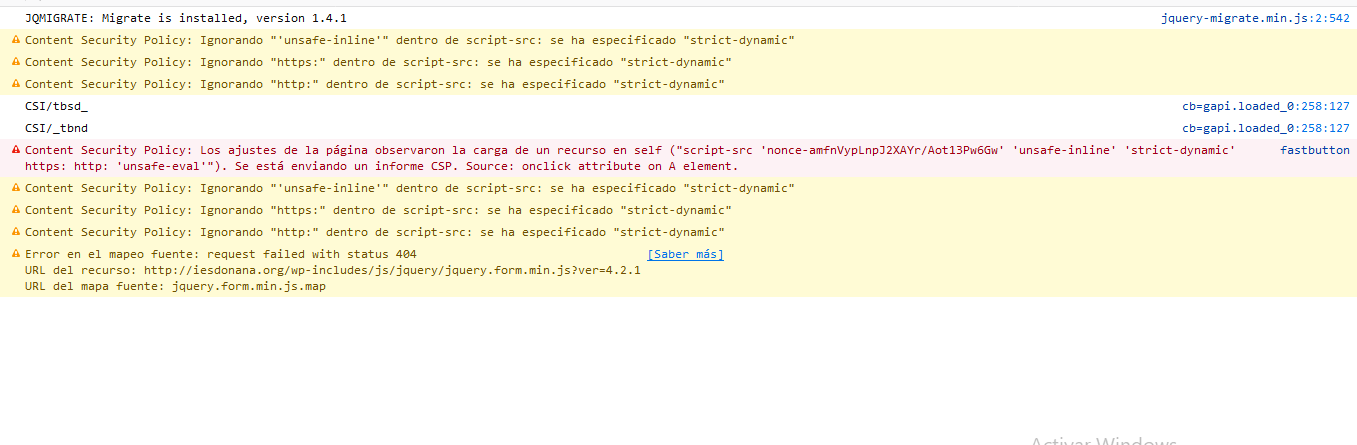 JQMIGRATE: Migrate is installed, version 1.4.1 jquery-migrate.min.js:2:542
Content Security Policy: Ignorando "'unsafe-inline'" dentro de script-src: se ha especificado "strict-dynamic"
Content Security Policy: Ignorando "https:" dentro de script-src: se ha especificado "strict-dynamic"
Content Security Policy: Ignorando "http:" dentro de script-src: se ha especificado "strict-dynamic"
CSI/tbsd_ cb=gapi.loaded_0:258:127
CSI/_tbnd cb=gapi.loaded_0:258:127
Content Security Policy: Los ajustes de la página observaron la carga de un recurso en self ("script-src 'nonce-amfnVypLnpJ2XAYr/Aot13Pw6Gw' 'unsafe-inline' 'strict-dynamic' fastbutton
https: http: 'unsafe-eval'"). Se está enviando un informe CSP. Source: onclick attribute on A element.
Content Security Policy: Ignorando "'unsafe-inline'" dentro de script-src: se ha especificado "strict-dynamic"
Content Security Policy: Ignorando "https:" dentro de script-src: se ha especificado "strict-dynamic"
Content Security Policy: Ignorando "http:" dentro de script-src: se ha especificado "strict-dynamic"
Error en el mapeo fuente: request failed with status 404 [Saber más]
URL del recurso: http://iesdonana.org/wp-includes/js/jquery/jquery.form.min.js?ver=4.2.1
URL del mapa fuente: jquery.form.min.js.map
Activar Windows